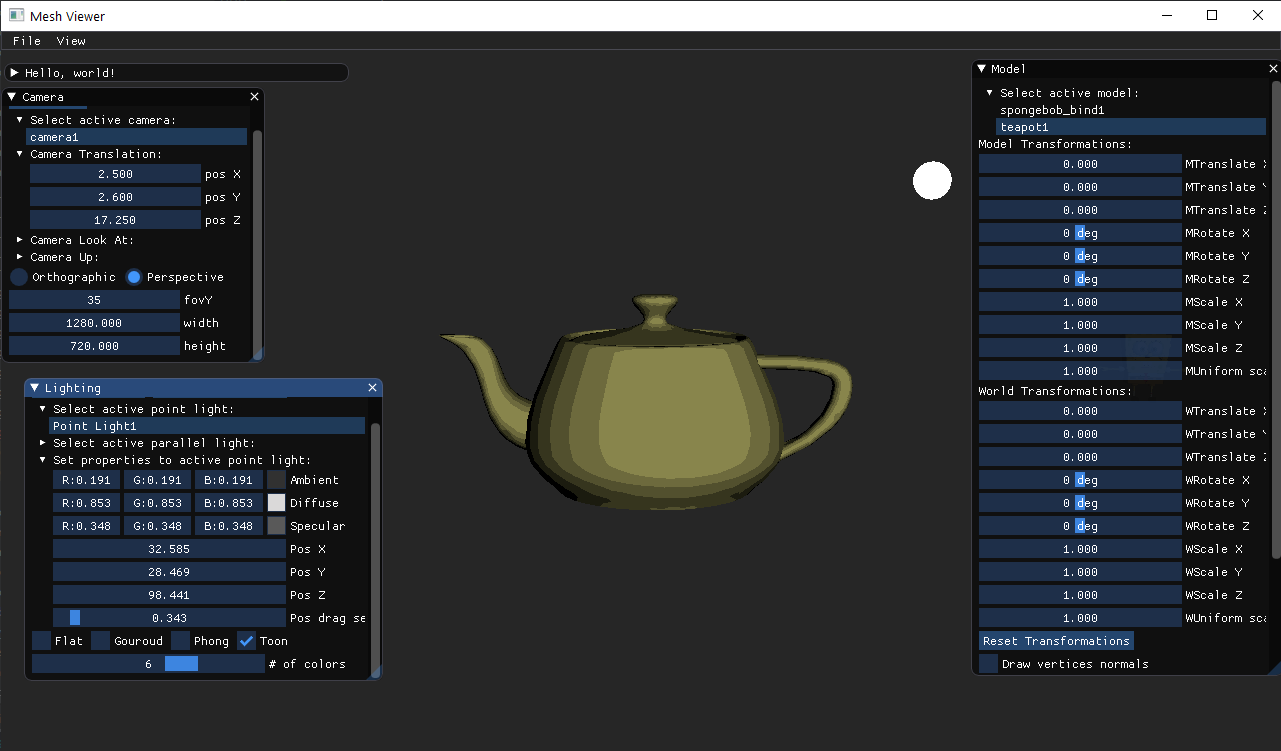 Mesh Viewer
File View
Hello, world!
Camera
Select active camera:
camera1
Camera Translation:
2.500 pos X
2.600 pos Y
17.250 pos Z
Camera Look At:
Camera Up:
Orthographic Perspective
35 fovY
1280.000 width
720.000 height
Lighting
Select active point light:
Point Light1
Select active parallel light:
Set properties to active point light:
R:0.191 G:0.191 B:0.191 Ambient
R:0.853 G:0.853 B:0.853 Diffuse
R:0.348 G:0.348 B:0.348 Specular
32.585 Pos X
28.469 Pos Y
98.441 Pos Z
0.343 Pos drag se
Flat Gouroud Phong Toon
6 # of colors
Model
Select active model:
spongebob_bind1
teapot1
Model Transformations:
0.000 MTranslate X
0.000 MTranslate Y
0.000 MTranslate Z
0 deg MRotate X
0 deg MRotate Y
0 deg MRotate Z
1.000 MScale X
1.000 MScale Y
1.000 MScale Z
1.000 MUniform sca
World Transformations:
0.000 WTranslate X
0.000 WTranslate Y
0.000 WTranslate Z
0 deg WRotate X
0 deg WRotate Y
0 deg WRotate Z
1.000 WScale X
1.000 WScale Y
1.000 WScale Z
1.000 WUniform sca
Reset Transformations
Draw vertices normals